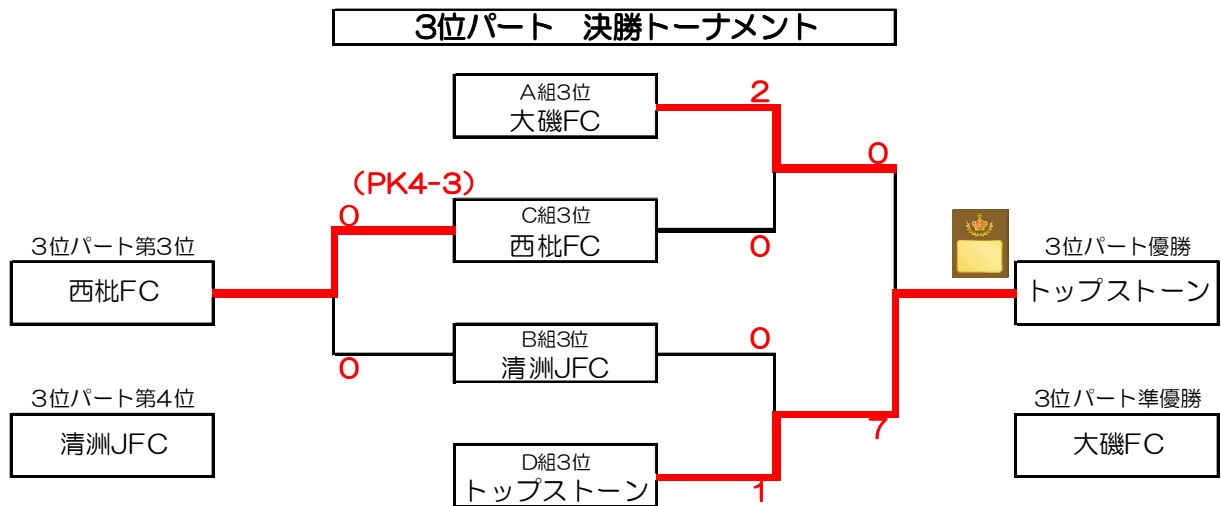 3位パート　決勝トーナメント
A組3位
大磯FC
2
0
(PK4-3)
C組3位
西枇FC
0
0
3位パート第3位
西枇FC
3位パート優勝
トップストーン
B組3位
清洲JFC
0
0
3位パート第4位
清洲JFC
3位パート準優勝
大磯FC
7
D組3位
トップストーン
1